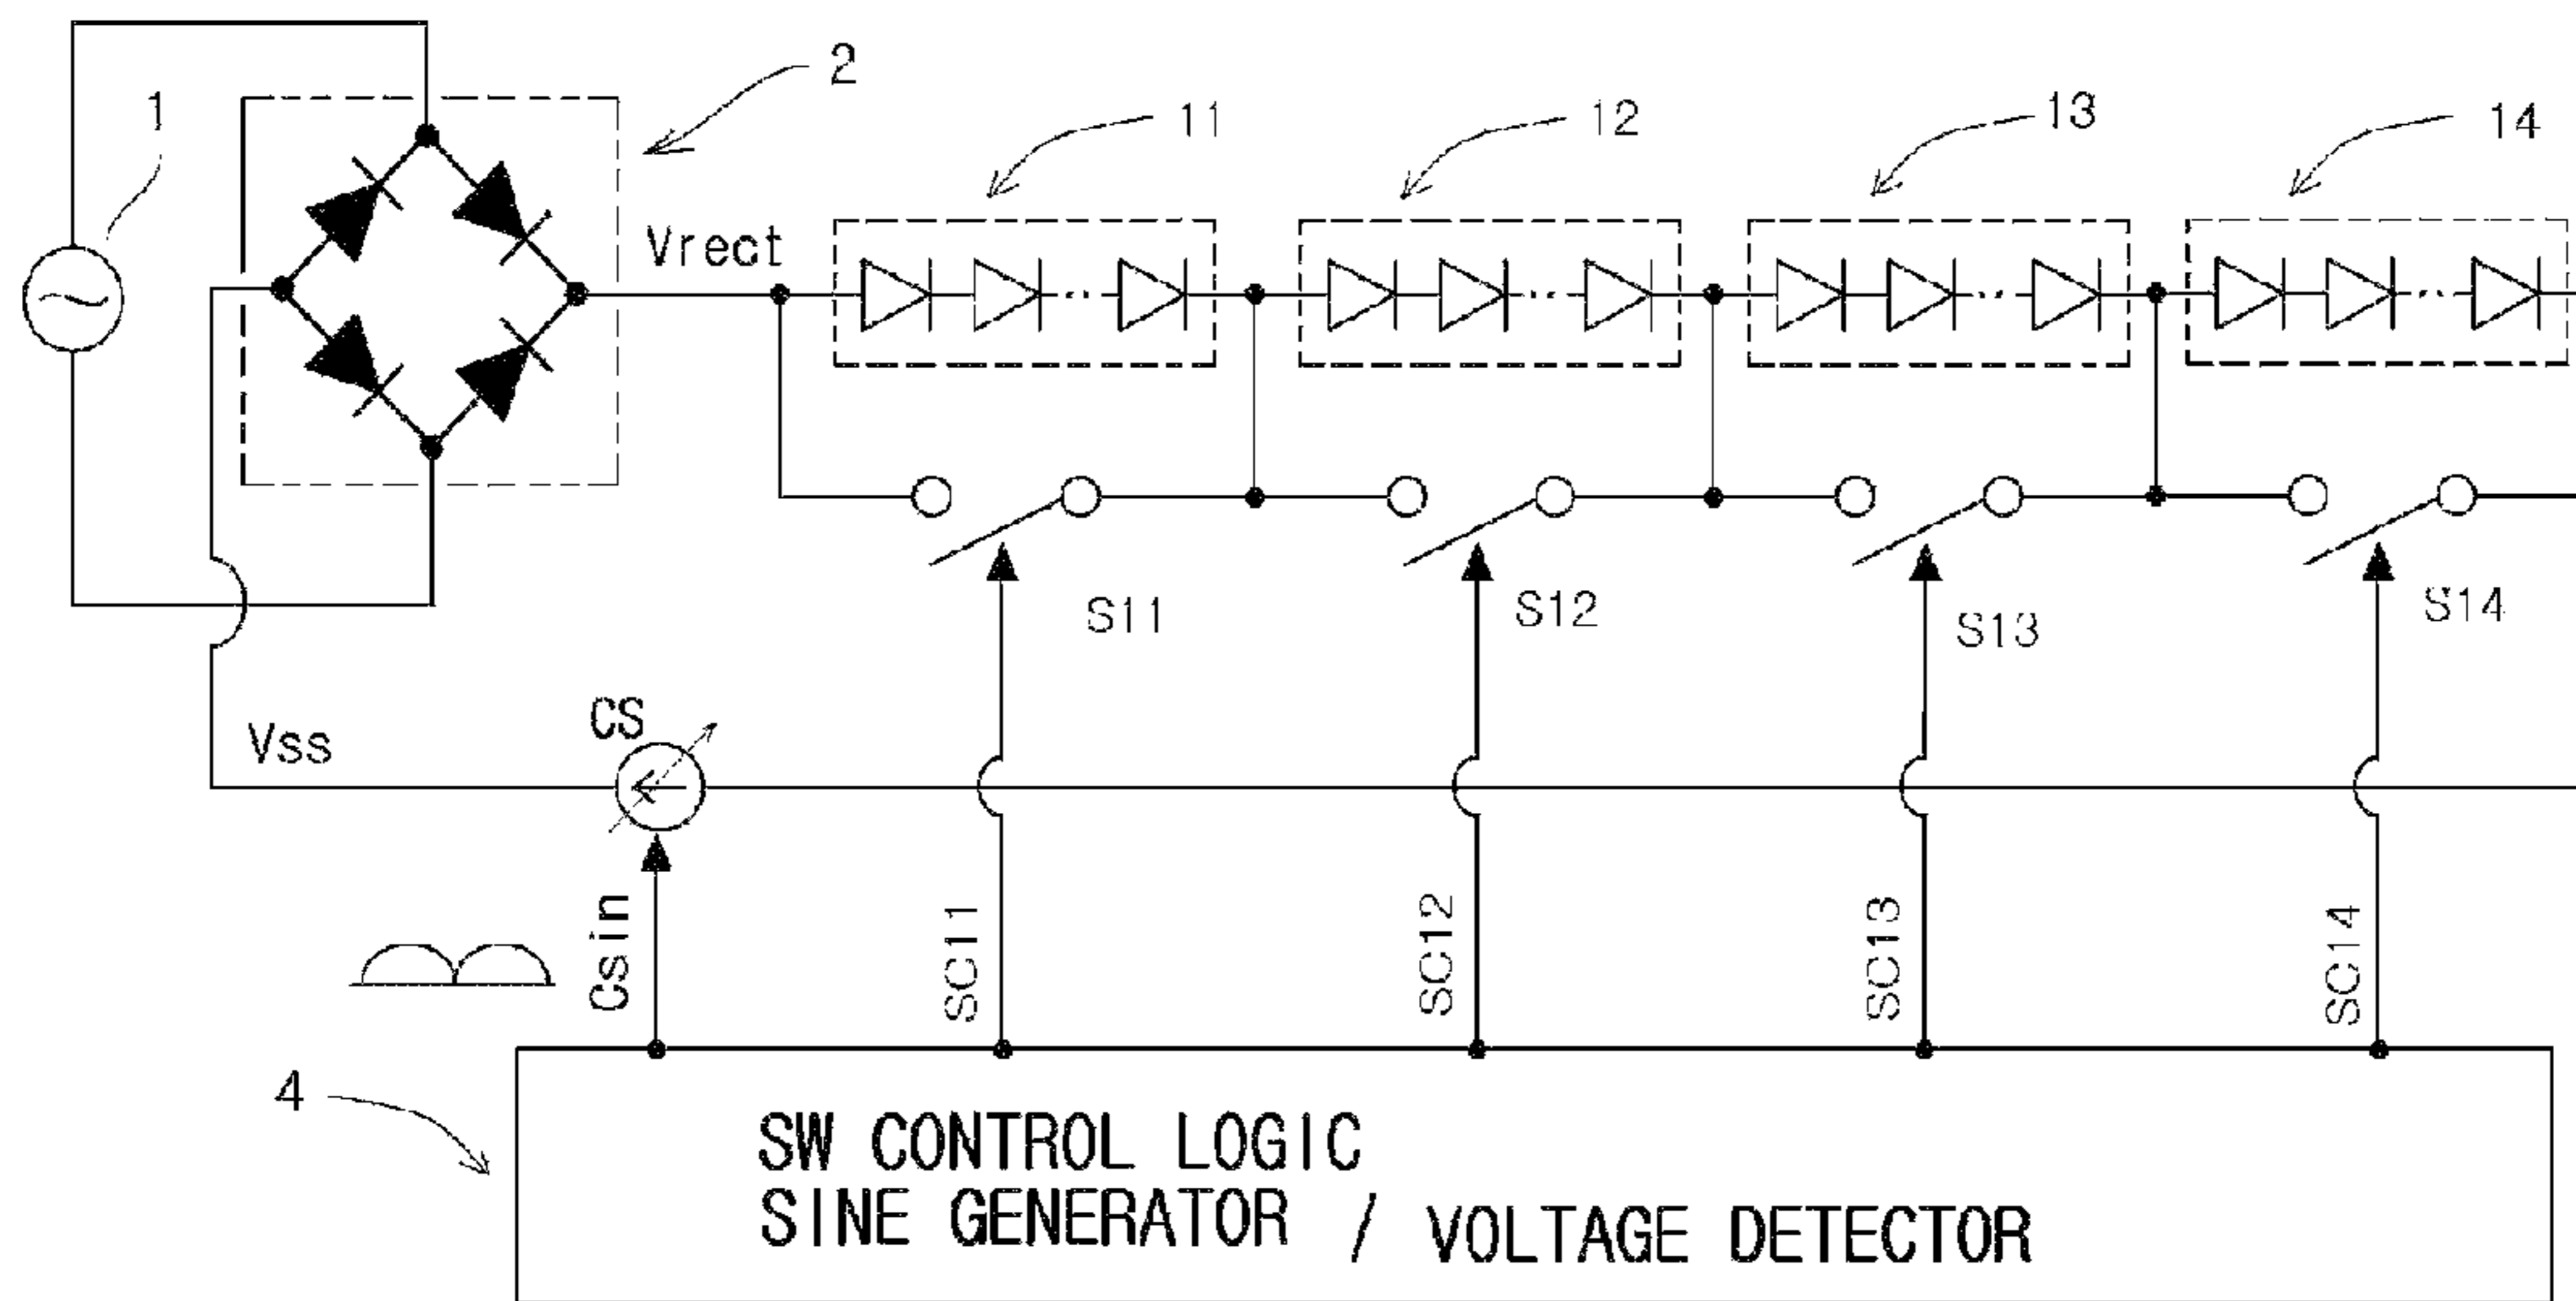 1
2
11
12
13
14
Vrect
S11
S12
S13
S14
CS
Vss
Csin
SC11
SC12
SC13
SC14
4
SW CONTROL LOGIC
SINE GENERATOR / VOLTAGE DETECTOR